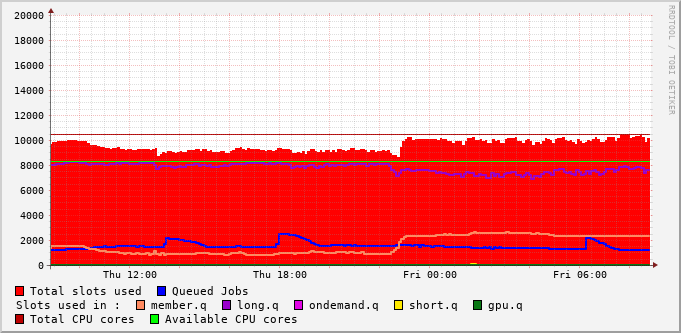 20000
18000
16000
14000
12000
10000
8000
6000
4000
2000
0
Thu 12:00 Thu 18:00 Fri 00:00 Fri 06:00
RRDTOOL / TOBI OETIKER
Total slots used Queued Jobs
Slots used in : member.q long.q ondemand.q short.q gpu.q
Total CPU cores Available CPU cores